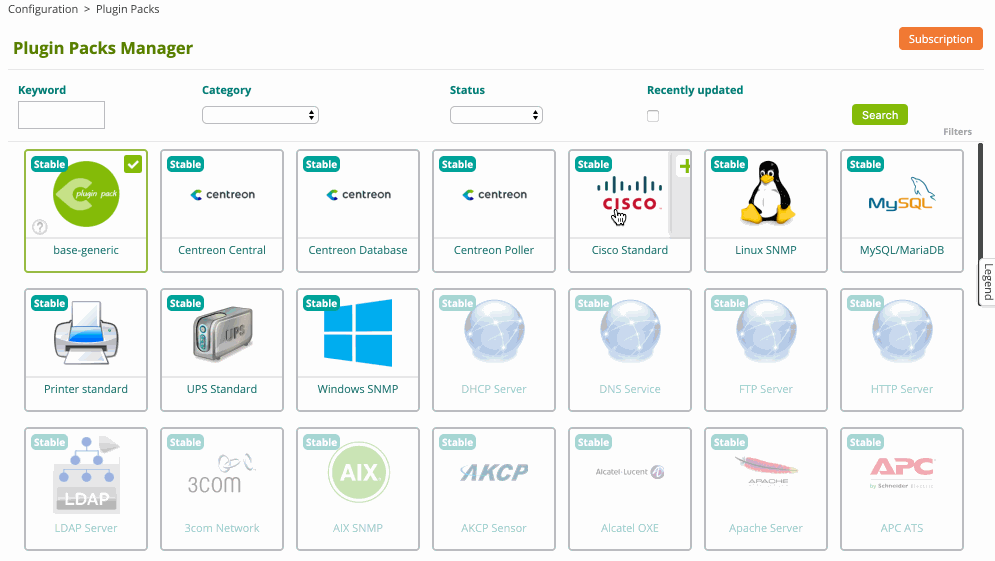 Configuration > Plugin Packs
Plugin Packs Manager
Subscription
Keyword
Category
Status
Recently updated
Search
Filters
Stable
plugin pack
base-generic
Stable
centreon
Centreon Central
Stable
centreon
Centreon Database
Stable
centreon
Centreon Poller
Stable
CISCO
Cisco Standard
Stable
Linux SNMP
Stable
MySQL
MySQL/MariaDB
Legend
Stable
Printer standard
Stable
UPS
UPS Standard
Stable
Windows SNMP
Stable
DHCP Server
Stable
DNS Service
Stable
FTP Server
Stable
HTTP Server
Stable
LDAP
LDAP Server
Stable
3com
3com Network
Stable
AIX
AIX SNMP
Stable
AKCP
AKCP Sensor
Stable
Alcatel-Lucent
Alcatel OXE
Stable
APACHE
Apache Server
Stable
APC
by Schneider Electric
APC ATS